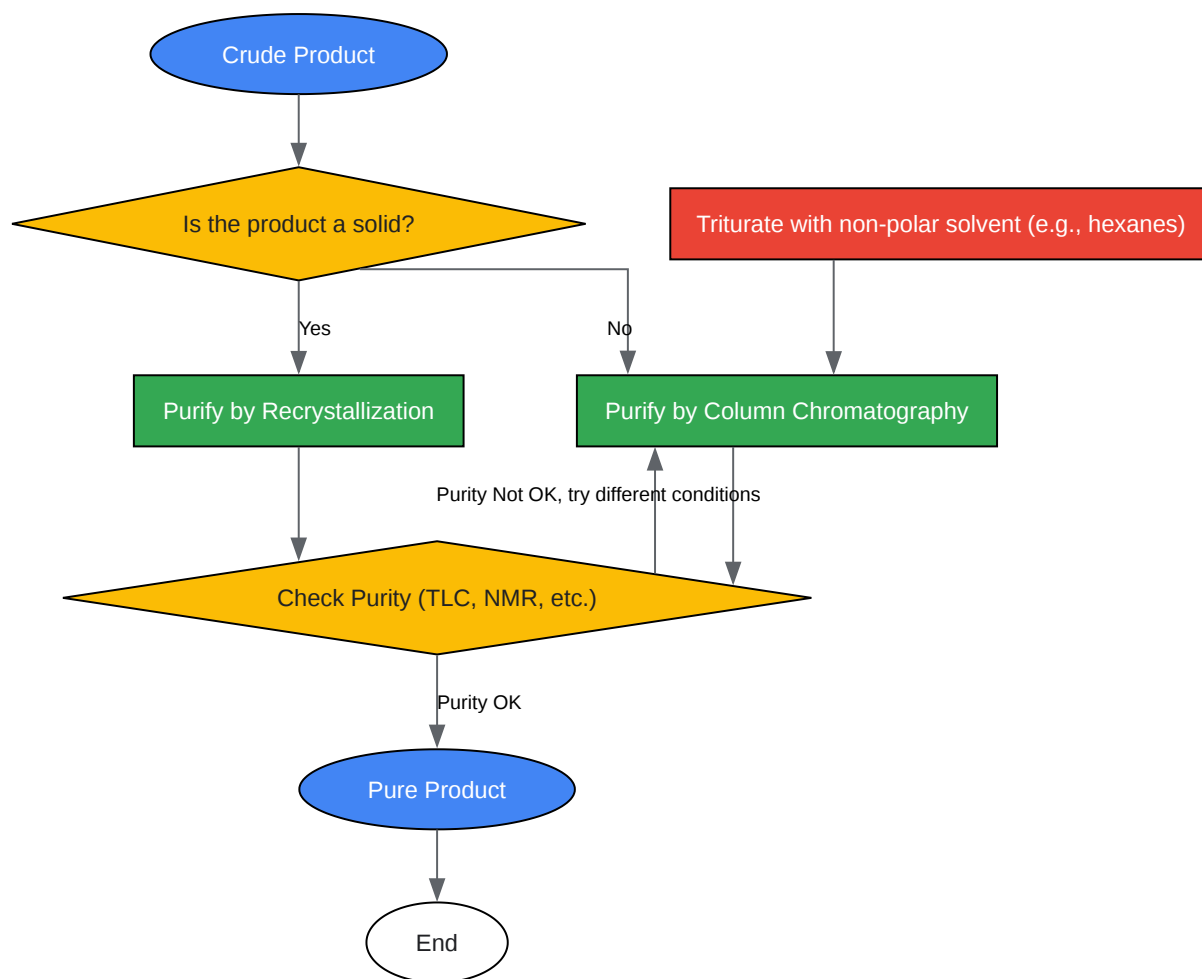 Crude Product
Is the product a solid?
Triturate with non-polar solvent (e.g., hexanes)
Yes
No
Purify by Recrystallization
Purify by Column Chromatography
Purity Not OK, try different conditions
Check Purity (TLC, NMR, etc.)
Purity OK
Pure Product
End